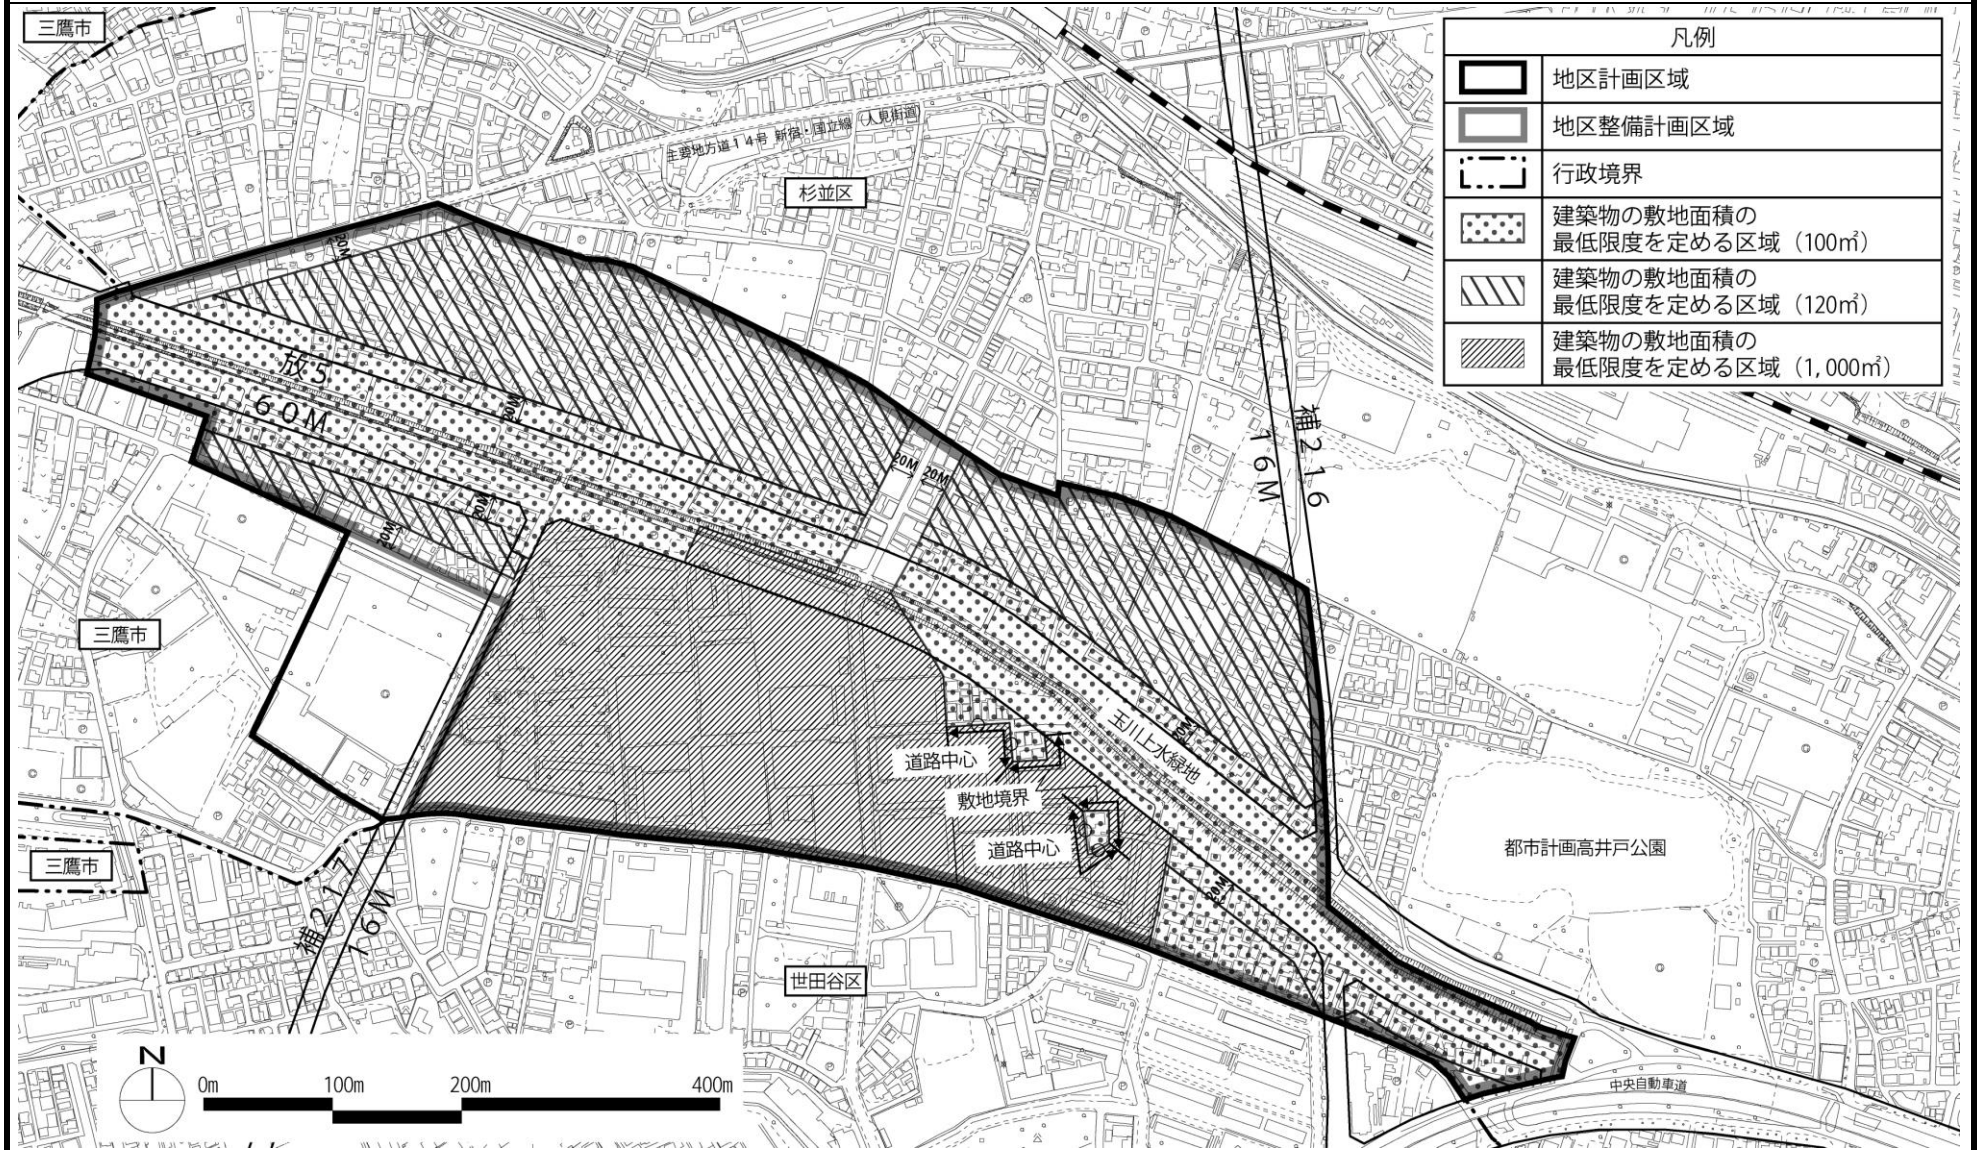 三鷹市
凡例
地区計画区域
地区整備計画区域
行政境界
建築物の敷地面積の
最低限度を定める区域（100㎡）
建築物の敷地面積の
最低限度を定める区域（120㎡）
建築物の敷地面積の
最低限度を定める区域（1,000㎡）
主要地方道14号 新宿・国立線（人見街道）
杉並区
20M
放5
60M
20M
20M
20M
20M
20M
補216
16M
三鷹市
玉川上水緑地
20M
道路中心
敷地境界
道路中心
都市計画高井戸公園
三鷹市
20M
補217
16M
世田谷区
N
0m
100m
200m
400m
中央自動車道